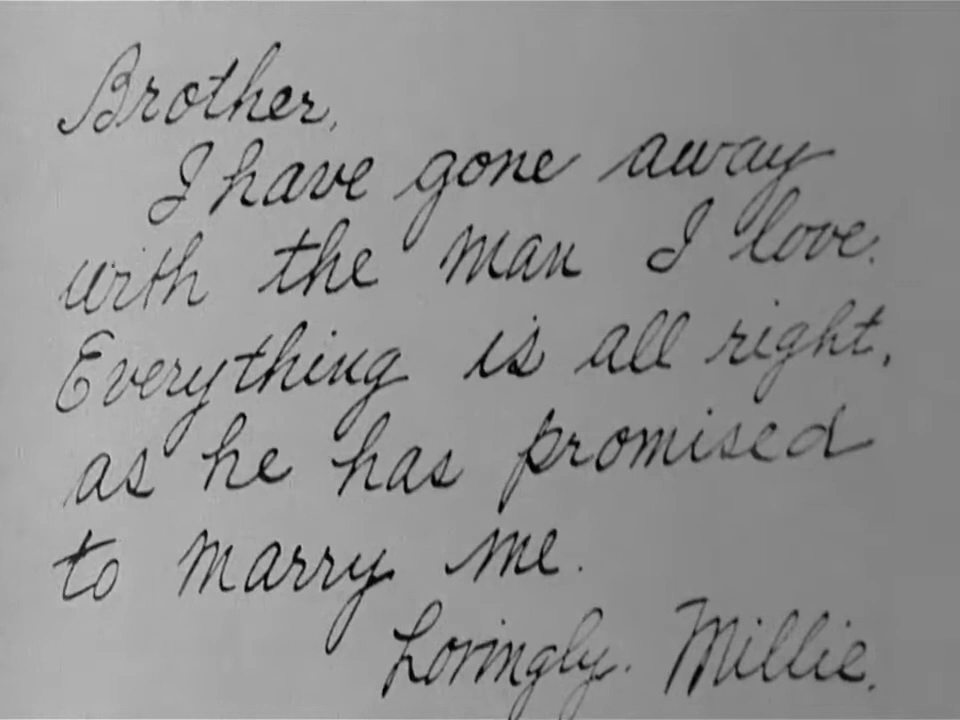 Brother,
I have gone away
with the man I love.
Everything is all right,
as he has promised
to marry me.
Lovingly. Millie.